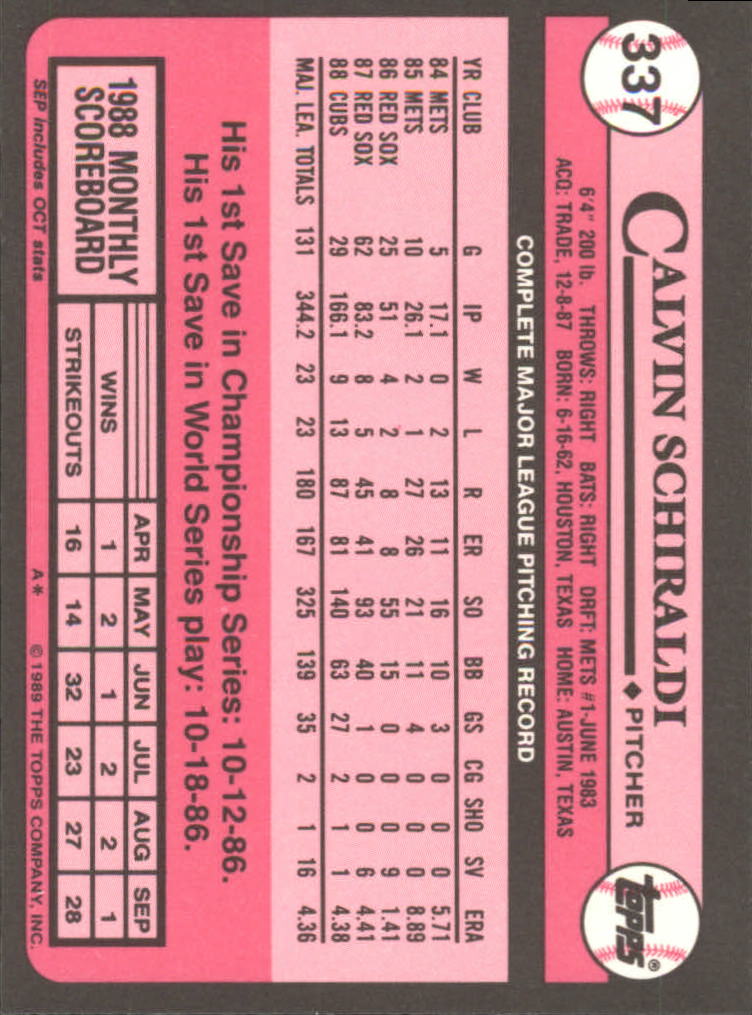 337
CALVIN SCHIRALDI
♦ PITCHER
topps®
6'4" 200 lb. THROWS: RIGHT BATS: RIGHT DRFT: METS #1-JUNE 1983
ACQ: TRADE, 12-8-87 BORN: 6-16-62, HOUSTON, TEXAS HOME: AUSTIN, TEXAS
COMPLETE MAJOR LEAGUE PITCHING RECORD
YR CLUB G IP W L R ER SO BB GS CG SHO SV ERA
84 METS 5 17.1 0 2 13 11 16 10 3 0 0 0 5.71
85 METS 10 26.1 2 1 27 26 21 11 4 0 0 0 8.89
86 RED SOX 25 51 4 2 8 8 55 15 0 0 0 9 1.41
87 RED SOX 62 83.2 8 5 45 41 93 40 1 0 0 6 4.41
88 CUBS 29 166.1 9 13 87 81 140 63 27 2 1 1 4.38
MAJ. LEA. TOTALS 131 344.2 23 23 180 167 325 139 35 2 1 16 4.36
His 1st Save in Championship Series: 10-12-86.
His 1st Save in World Series play: 10-18-86.
1988 MONTHLY
SCOREBOARD
APR MAY JUN JUL AUG SEP
WINS 1 2 1 2 2 1
STRIKEOUTS 16 14 32 23 27 28
SEP includes OCT stats
A* ©1989 THE TOPPS COMPANY, INC.